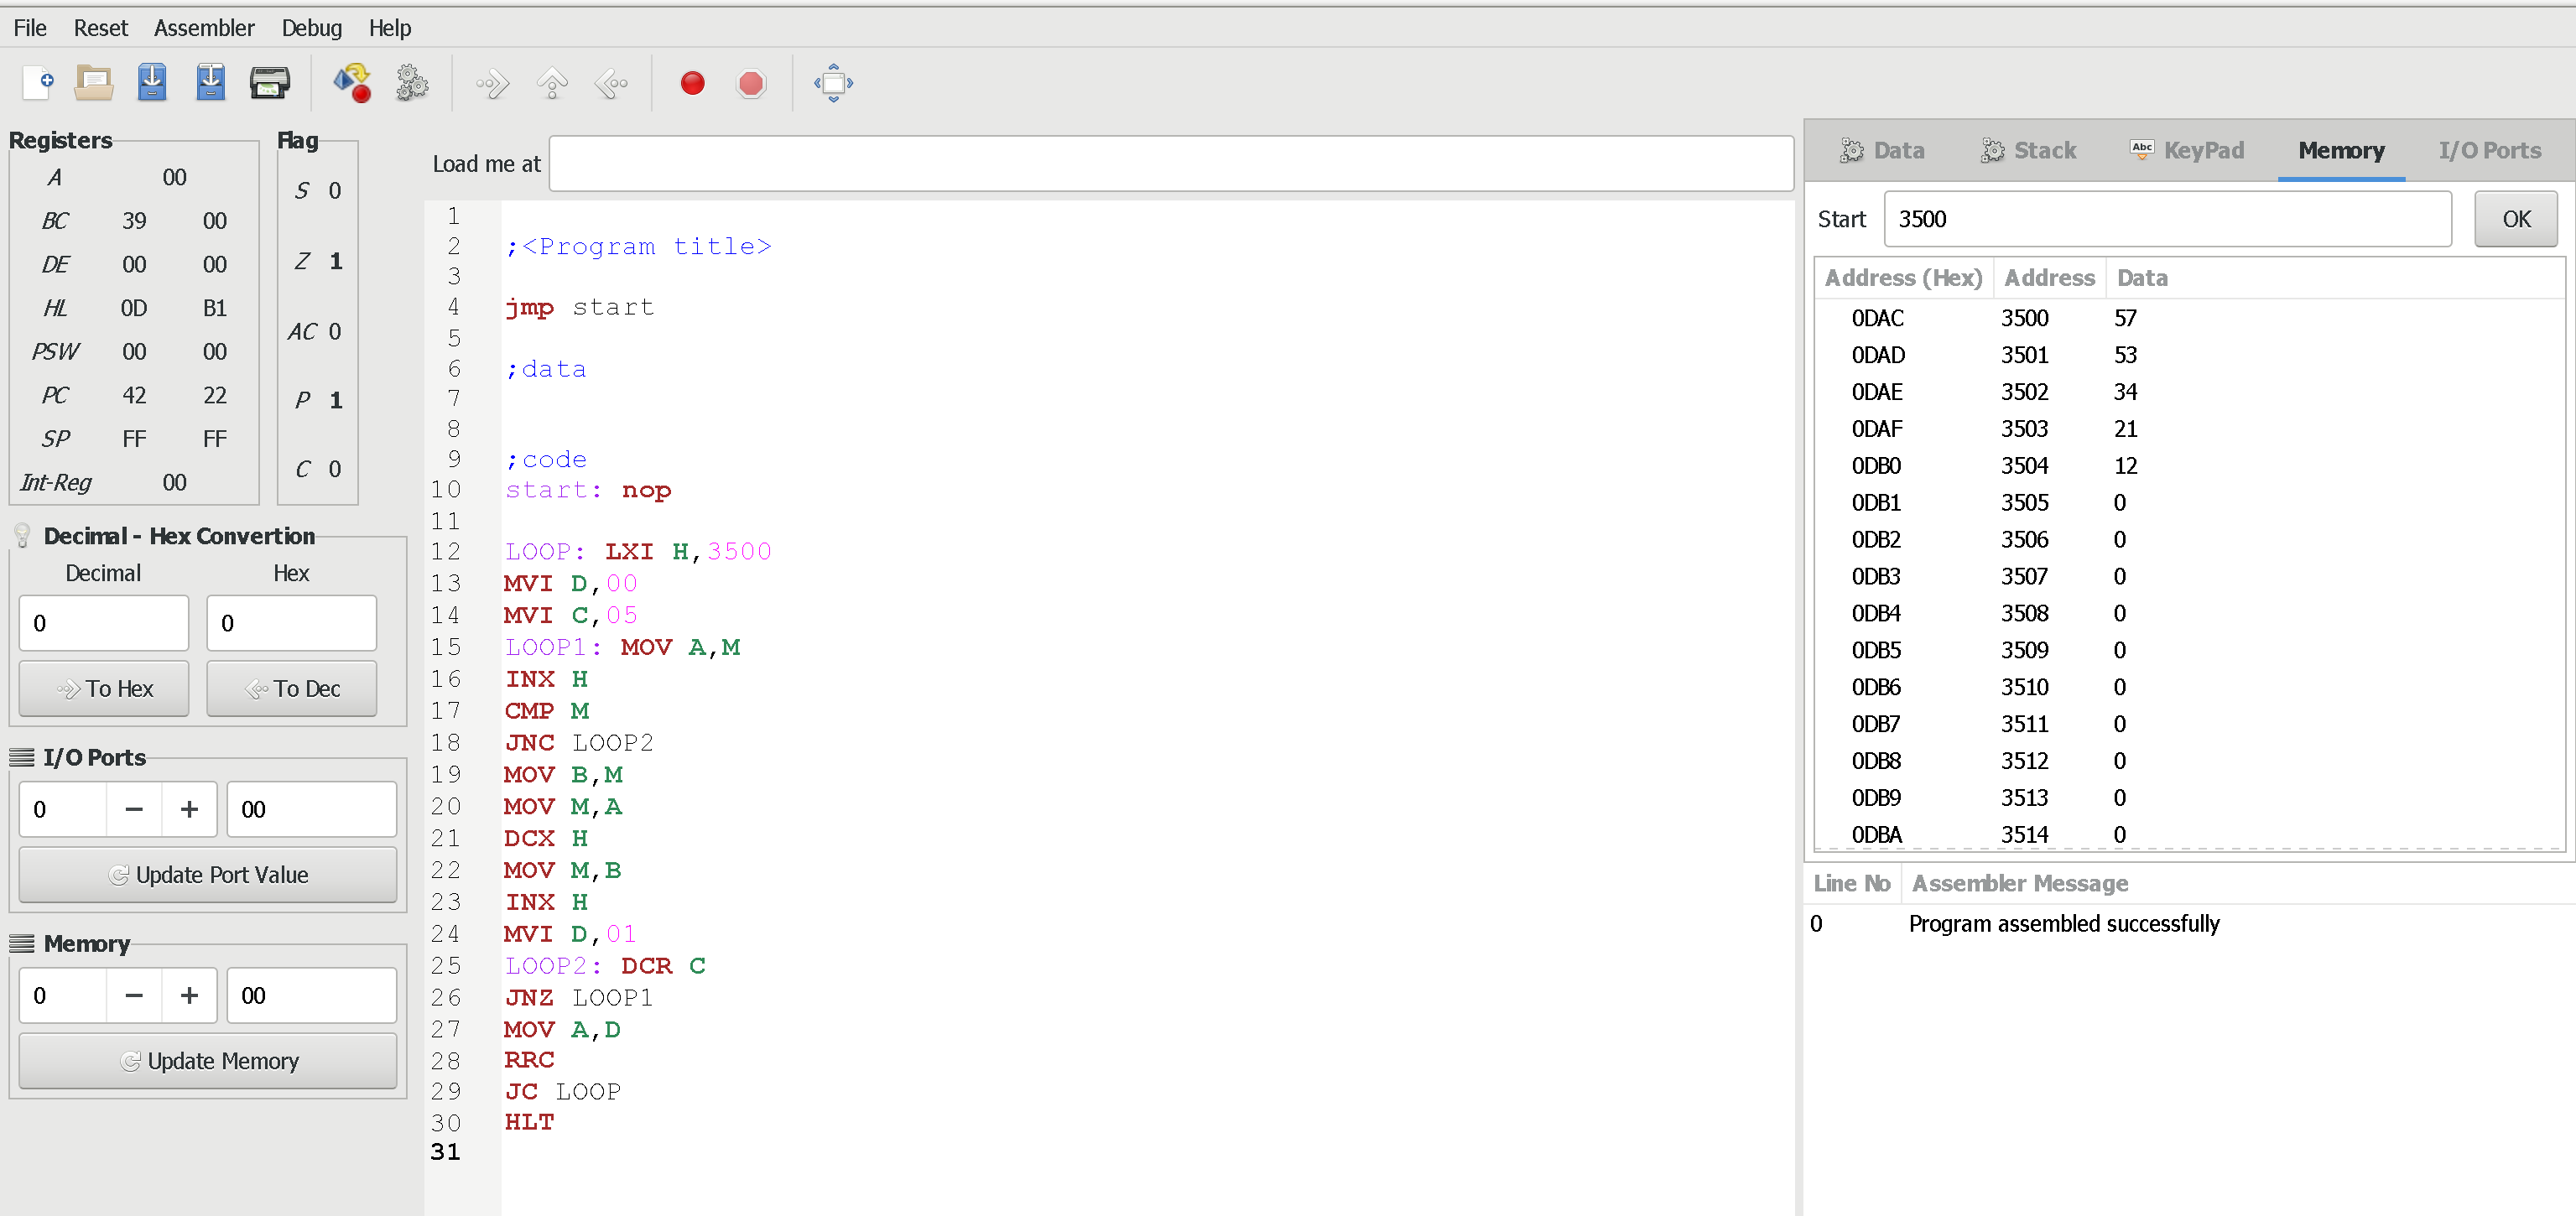 File Reset Assembler Debug Help
Registers
A 00
BC 39 00
DE 00 00
HL 0D B1
PSW 00 00
PC 42 22
SP FF FF
Int-Reg 00
Flag
S 0
Z 1
AC 0
P 1
C 0
Decimal - Hex Convertion
Decimal Hex
0 0
To Hex To Dec
I/O Ports
0 − + 00
Update Port Value
Memory
0 − + 00
Update Memory
Load me at
1
2 ;<Program title>
3
4 jmp start
5
6 ;data
7
8
9 ;code
10 start: nop
11
12 LOOP: LXI H,3500
13 MVI D,00
14 MVI C,05
15 LOOP1: MOV A,M
16 INX H
17 CMP M
18 JNC LOOP2
19 MOV B,M
20 MOV M,A
21 DCX H
22 MOV M,B
23 INX H
24 MVI D,01
25 LOOP2: DCR C
26 JNZ LOOP1
27 MOV A,D
28 RRC
29 JC LOOP
30 HLT
31
Data Stack Abc KeyPad Memory I/O Ports
Start 3500 OK
Address (Hex) Address Data
0DAC 3500 57
0DAD 3501 53
0DAE 3502 34
0DAF 3503 21
0DB0 3504 12
0DB1 3505 0
0DB2 3506 0
0DB3 3507 0
0DB4 3508 0
0DB5 3509 0
0DB6 3510 0
0DB7 3511 0
0DB8 3512 0
0DB9 3513 0
0DBA 3514 0
Line No Assembler Message
0 Program assembled successfully